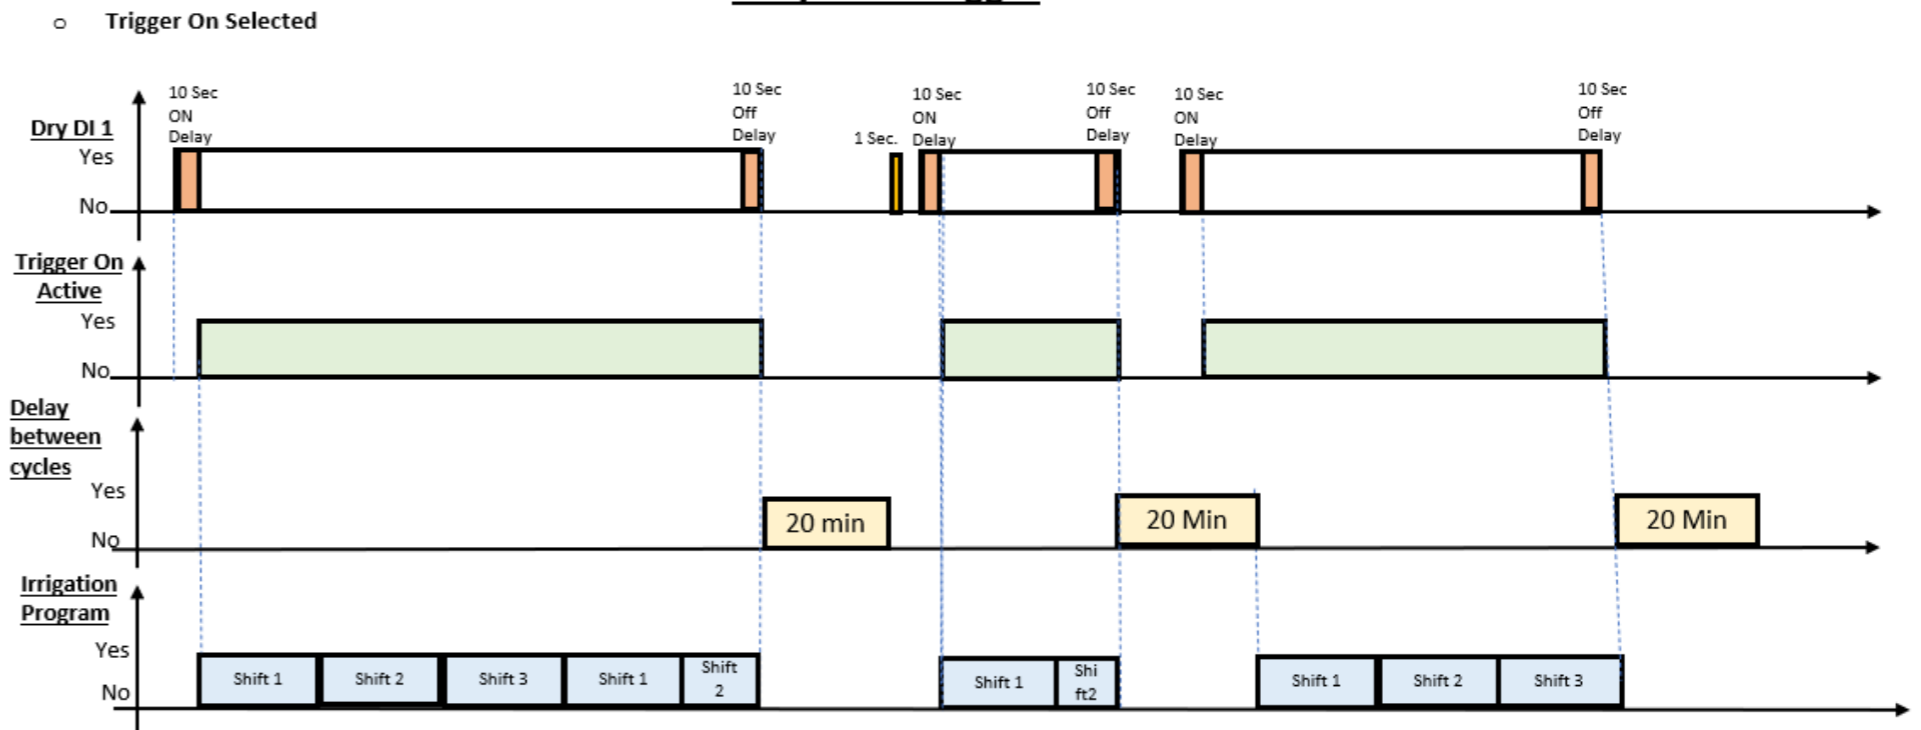 Trigger On Selected
10 Sec
ON
Delay
10 Sec
Off
Delay
1 Sec.
10 Sec
ON
Delay
10 Sec
Off
Delay
10 Sec
ON
Delay
10 Sec
Off
Delay
Dry DI 1
Yes
No
Trigger On
Active
Yes
No
Delay
between
cycles
Yes
No
20 min
20 Min
20 Min
Irrigation
Program
Yes
No
Shift 1
Shift 2
Shift 3
Shift 1
Shift
2
Shift 1
Shi
ft2
Shift 1
Shift 2
Shift 3